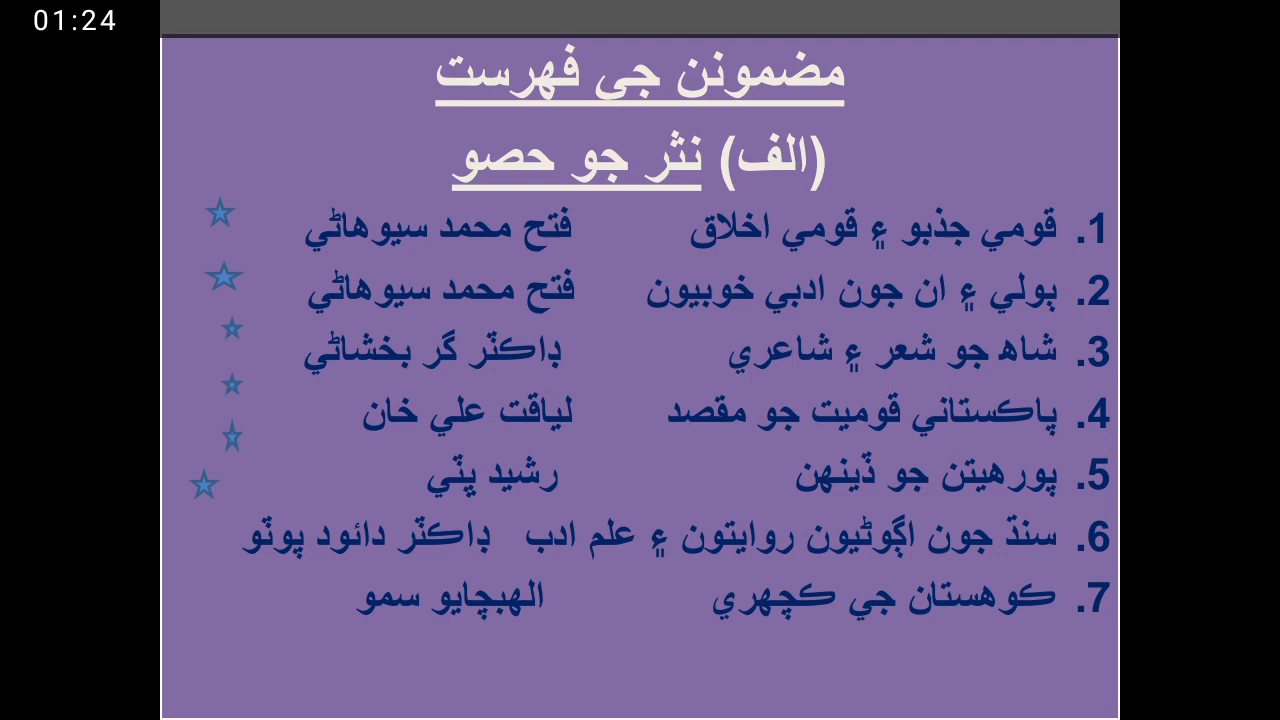 01:24
مضمونن جي فهرست
(الف) نثر جو حصو
1. قومي جذبو ۽ قومي اخلاق فتح محمد سيوهاڻي
2. ٻولي ۽ ان جون ادبي خوبيون فتح محمد سيوهاڻي
3. شاھ جو شعر ۽ شاعري ڊاڪٽر گر بخشاڻي
4. پاڪستاني قوميت جو مقصد لياقت علي خان
5. پورهيتن جو ڏينهن رشيد ڀٽي
6. سنڌ جون اڳوڻيون روايتون ۽ علم ادب ڊاڪٽر دائود پوٽو
7. ڪوهستان جي ڪچهري الهبچايو سمو